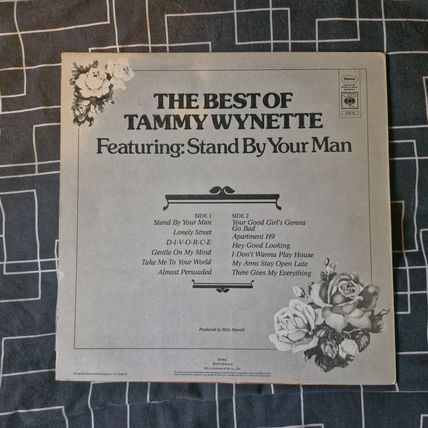 THE BEST OF
TAMMY WYNETTE
Featuring: Stand By Your Man
Stereo
CBS
SIDE 1
Stand By Your Man
Lonely Street
D-I-V-O-R-C-E
Gentle On My Mind
Take Me To Your World
Almost Persuaded
SIDE 2
Your Good Girl's Gonna
Go Bad
Apartment H9
Hey Good Looking
I Don't Wanna Play House
My Arms Stay Open Late
There Goes My Everything
Produced by Billy Sherrill